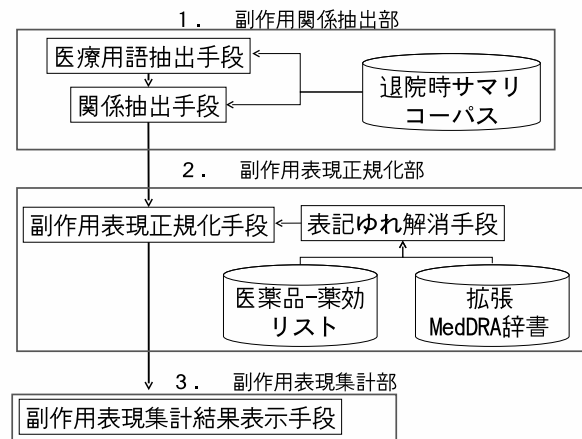 1. 副作用関係抽出部
医療用語抽出手段
関係抽出手段
退院時サマリ
コーパス
2. 副作用表現正規化部
副作用表現正規化手段
表記ゆれ解消手段
医薬品-薬効
リスト
拡張
MedDRA辞書
3. 副作用表現集計部
副作用表現集計結果表示手段